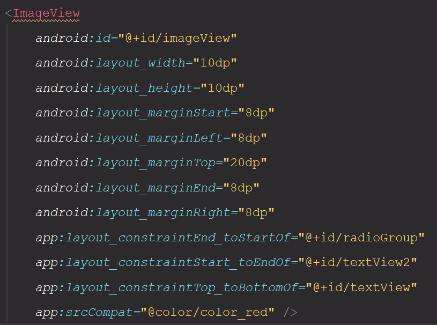 <ImageView
android:id="@+id/imageView"
android:layout_width="10dp"
android:layout_height="10dp"
android:layout_marginStart="8dp"
android:layout_marginLeft="8dp"
android:layout_marginTop="20dp"
android:layout_marginEnd="8dp"
android:layout_marginRight="8dp"
app:layout_constraintEnd_toStartOf="@+id/radioGroup"
app:layout_constraintStart_toEndOf="@+id/textView2"
app:layout_constraintTop_toBottomOf="@+id/textView"
app:srcCompat="@color/color_red" />